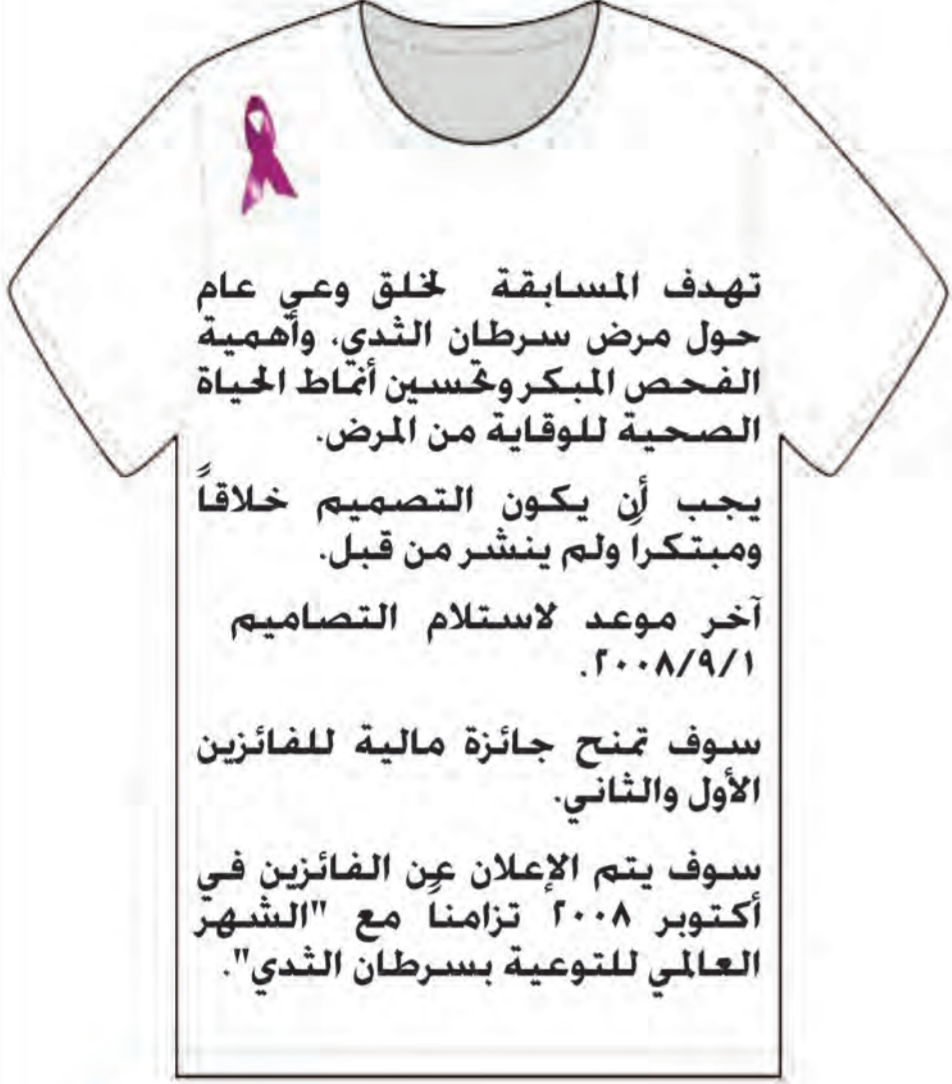 تهدف المسابقة لخلق وعي عام
حول مرض سرطان الثدي، وأهمية
الفحص المبكر وتحسين أنماط الحياة
الصحية للوقاية من المرض.
يجب أن يكون التصميم خلاقاً
ومبتكراً ولم ينشر من قبل.
آخر موعد لاستلام التصاميم
٢٠٠٨/٩/١.
سوف تمنح جائزة مالية للفائزين
الأول والثاني.
سوف يتم الإعلان عن الفائزين في
أكتوبر ٢٠٠٨ تزامناً مع "الشهر
العالمي للتوعية بسرطان الثدي".